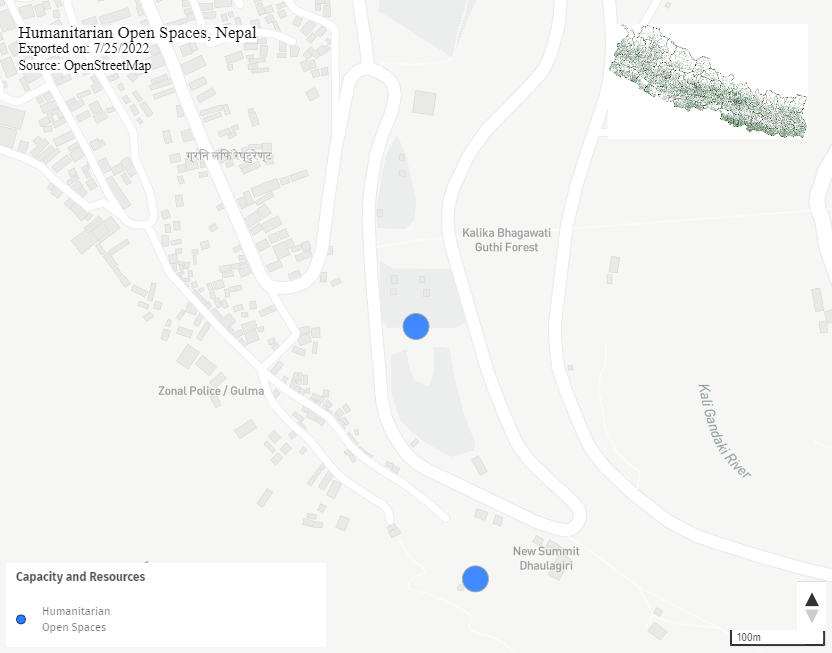 Humanitarian Open Spaces, Nepal
Exported on: 7/25/2022
Source: OpenStreetMap
Kalika Bhagawati
Guthi Forest
Zonal Police / Gulma
Kali Gandaki River
New Summit
Dhaulagiri
Capacity and Resources
Humanitarian
Open Spaces
100m